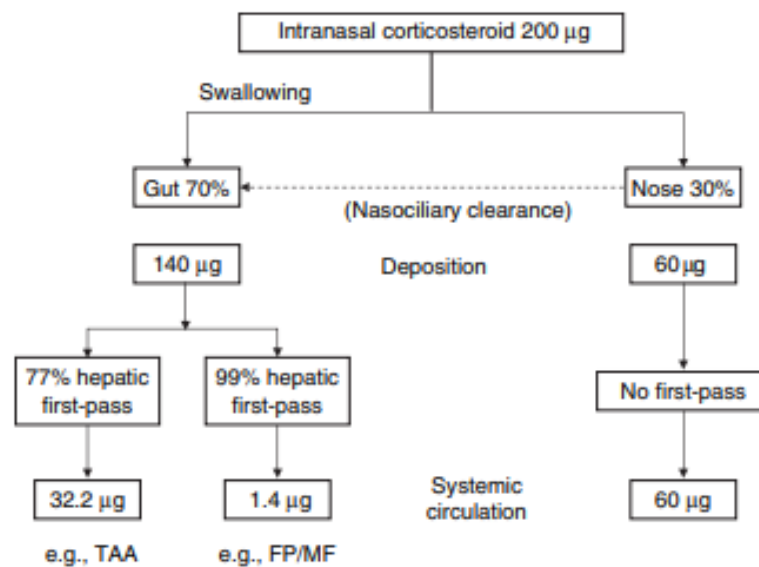 Intranasal corticosteroid 200 µg
Swallowing
Gut 70%
Nose 30%
(Nasociliary clearance)
140 µg
Deposition
60 µg
77% hepatic
first-pass
99% hepatic
first-pass
No first-pass
32.2 µg
1.4 µg
Systemic
circulation
60 µg
e.g., TAA
e.g., FP/MF